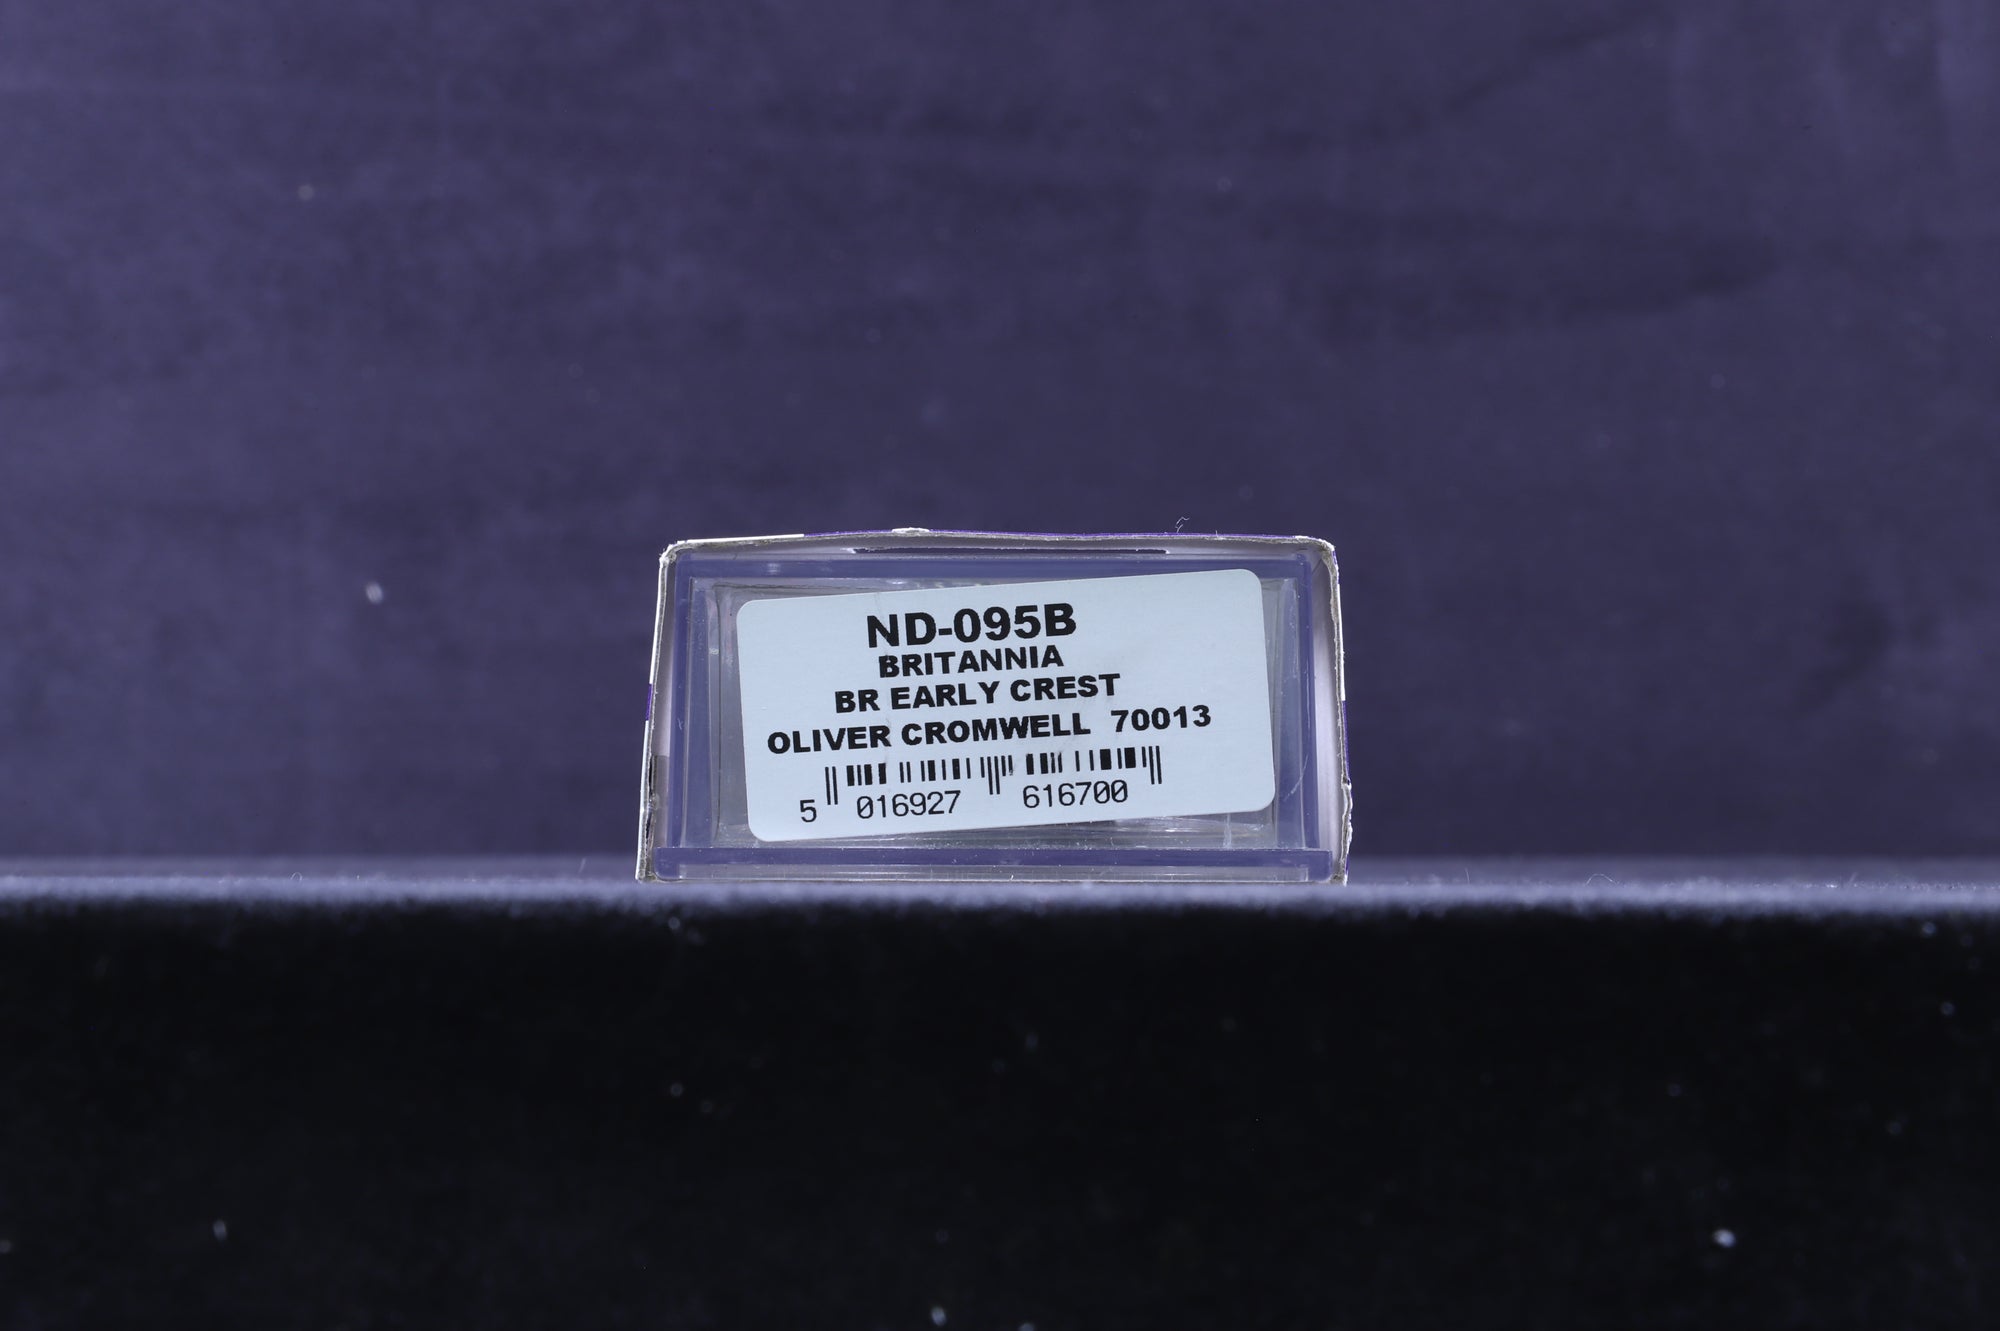 ND-095B
BRITANNIA
BR EARLY CREST
OLIVER CROMWELL 70013
5 016927 616700